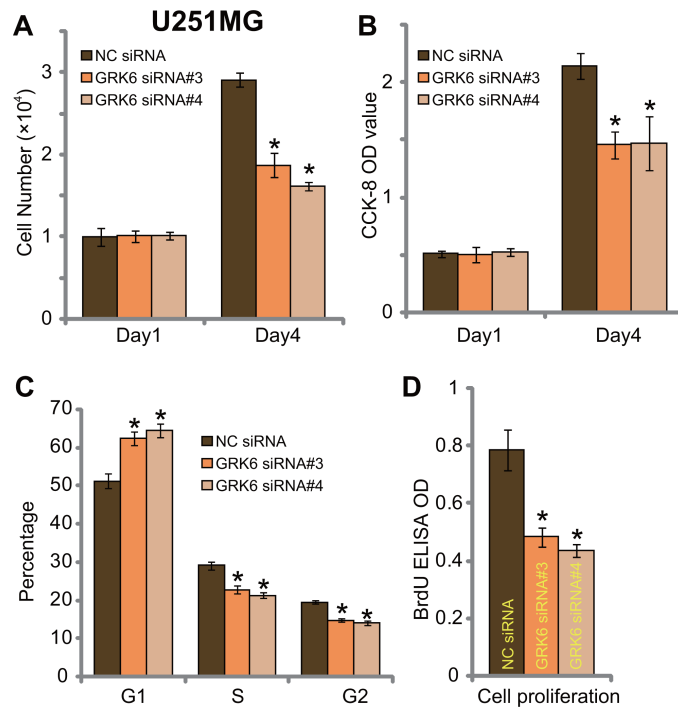 A
U251MG
NC siRNA
GRK6 siRNA#3
GRK6 siRNA#4
Cell Number (×10⁴)
3
2
1
0
*
*
Day1
Day4
B
NC siRNA
GRK6 siRNA#3
GRK6 siRNA#4
CCK-8 OD value
2
1
0
*
*
Day1
Day4
C
NC siRNA
GRK6 siRNA#3
GRK6 siRNA#4
Percentage
70
60
50
40
30
20
10
0
*
*
*
*
*
*
G1
S
G2
D
BrdU ELISA OD
1
0.8
0.6
0.4
0.2
0
*
*
NC siRNA
GRK6 siRNA#3
GRK6 siRNA#4
Cell proliferation